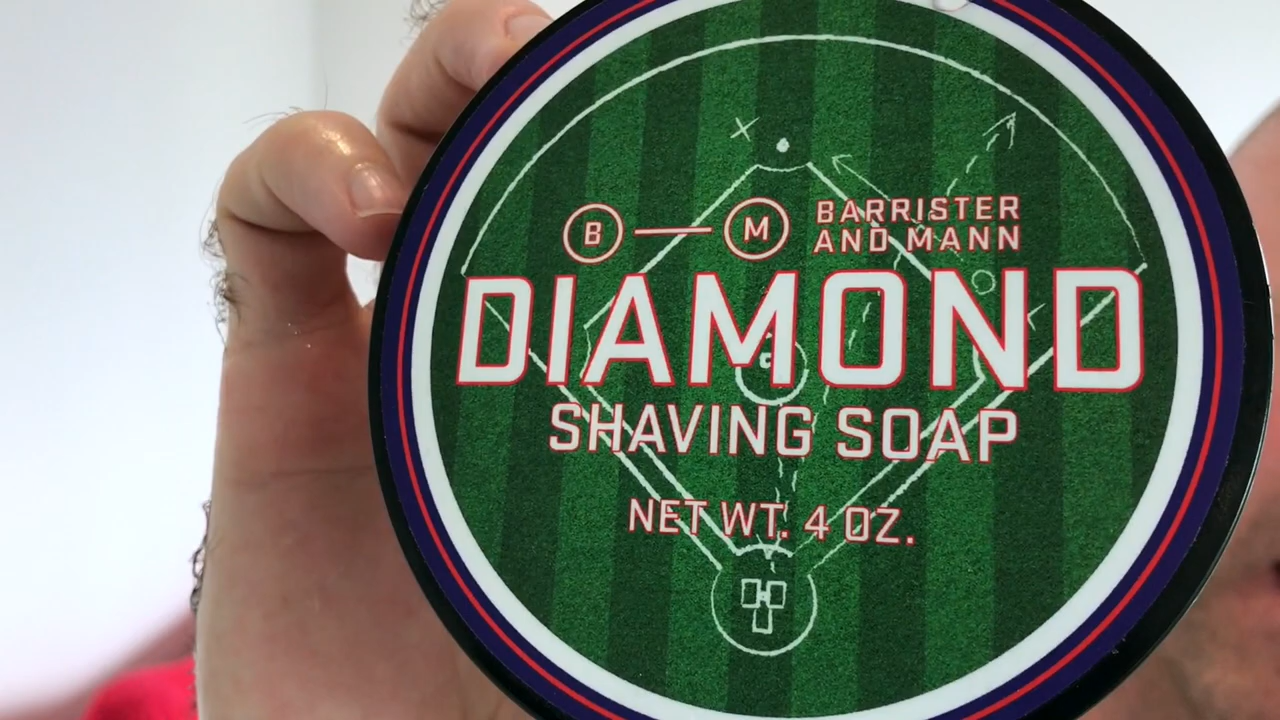 B M BARRISTER
AND MANN
DIAMOND
SHAVING SOAP
NET WT. 4 OZ.